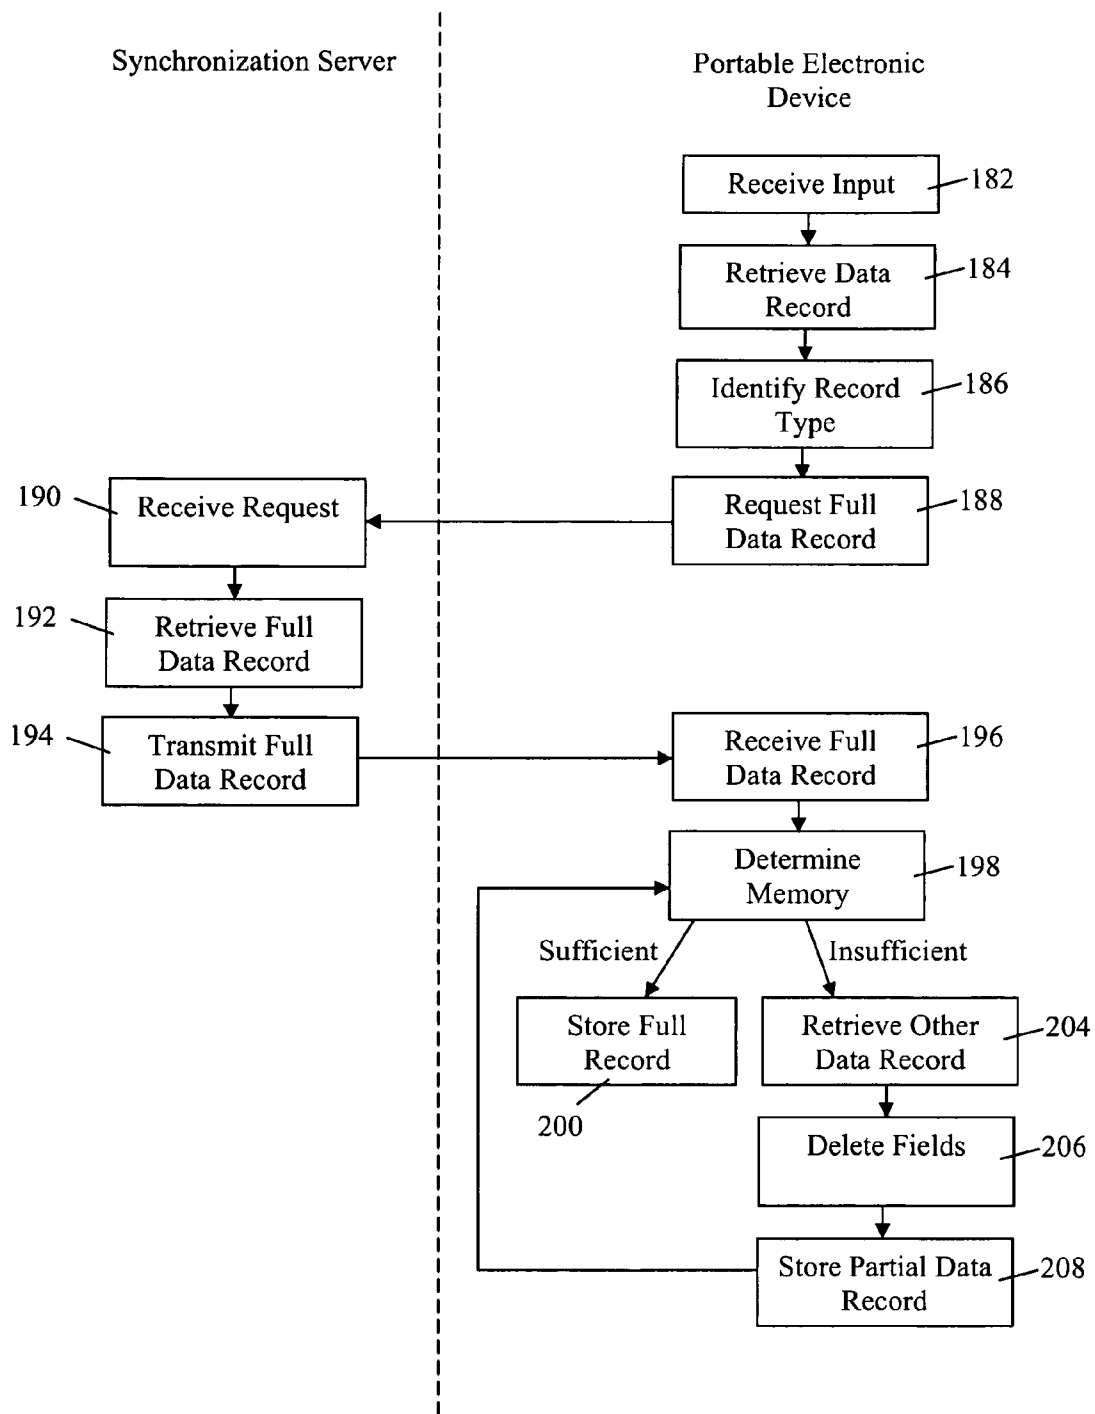 Synchronization Server
Portable Electronic
Device
Receive Input
182
Retrieve Data
Record
184
Identify Record
Type
186
Request Full
Data Record
188
190
Receive Request
192
Retrieve Full
Data Record
194
Transmit Full
Data Record
Receive Full
Data Record
196
Determine
Memory
198
Sufficient
Insufficient
Store Full
Record
200
Retrieve Other
Data Record
204
Delete Fields
206
Store Partial Data
Record
208